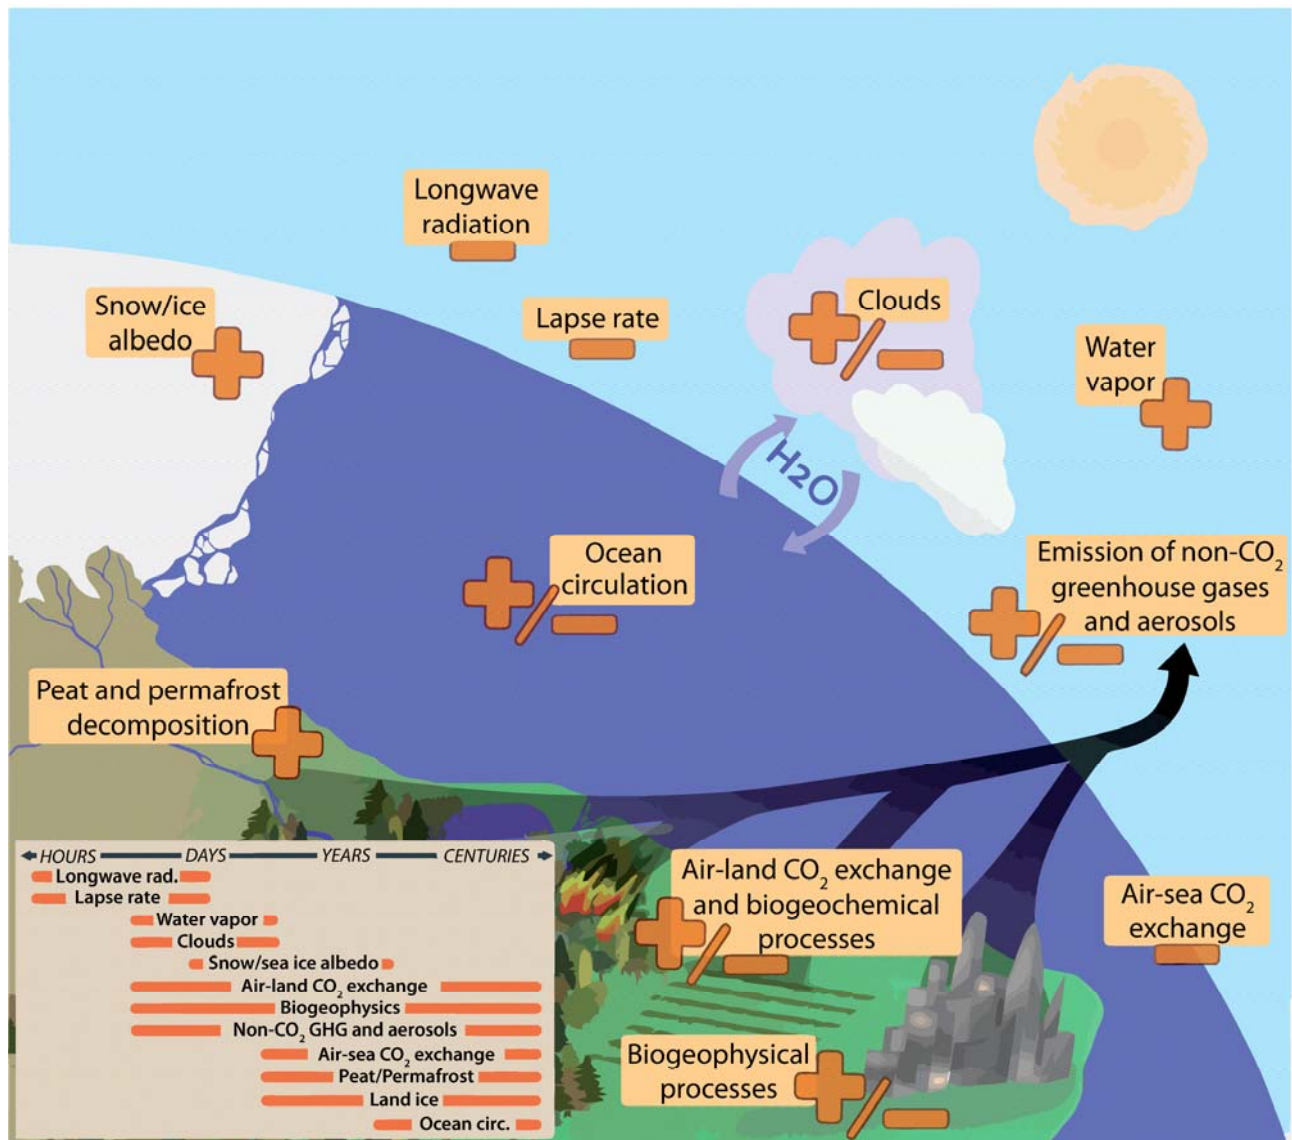 Longwave
radiation
Snow/ice
albedo
Lapse rate
Clouds
Water
vapor
H2O
Ocean
circulation
Emission of non-CO₂
greenhouse gases
and aerosols
Peat and permafrost
decomposition
Air-land CO₂ exchange
and biogeochemical
processes
Air-sea CO₂
exchange
Biogeophysical
processes
HOURS DAYS YEARS CENTURIES
Longwave rad.
Lapse rate
Water vapor
Clouds
Snow/sea ice albedo
Air-land CO₂ exchange
Biogeophysics
Non-CO₂ GHG and aerosols
Air-sea CO₂ exchange
Peat/Permafrost
Land ice
Ocean circ.